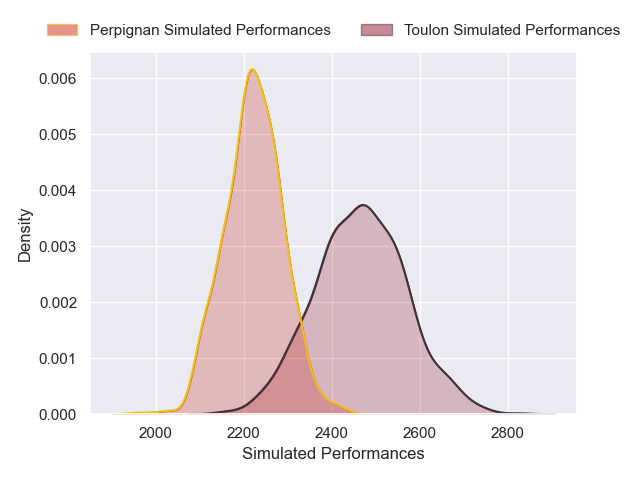 Perpignan Simulated Performances Toulon Simulated Performances
0.006
0.005
0.004
0.003
0.002
0.001
0.000
Density
2000 2200 2400 2600 2800
Simulated Performances